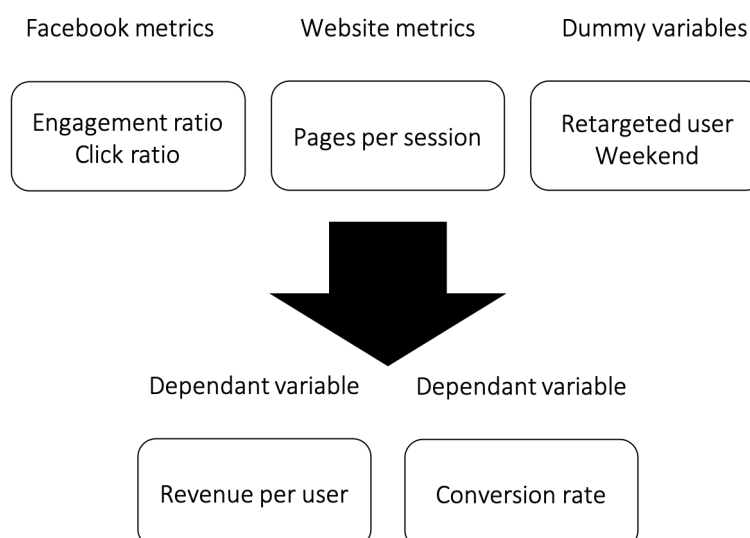 Facebook metrics
Website metrics
Dummy variables
Engagement ratio
Click ratio
Pages per session
Retargeted user
Weekend
Dependant variable
Dependant variable
Revenue per user
Conversion rate